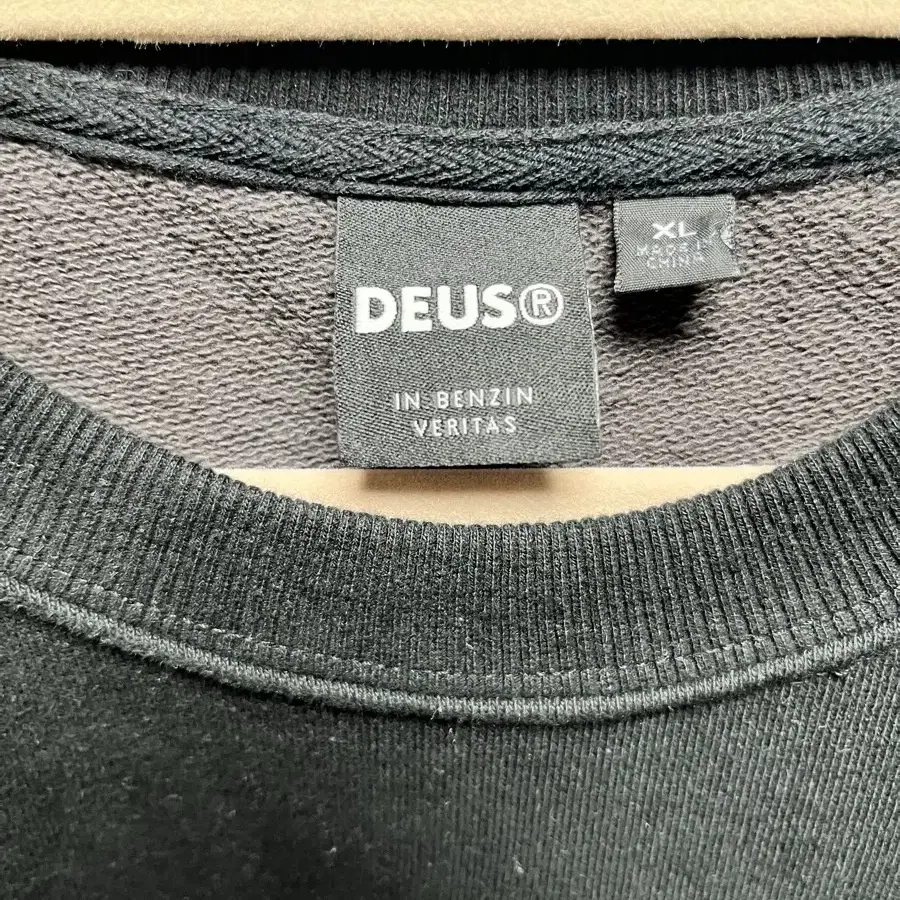 DEUS®
IN BENZIN
VERITAS
XL
MADE IN
CHINA